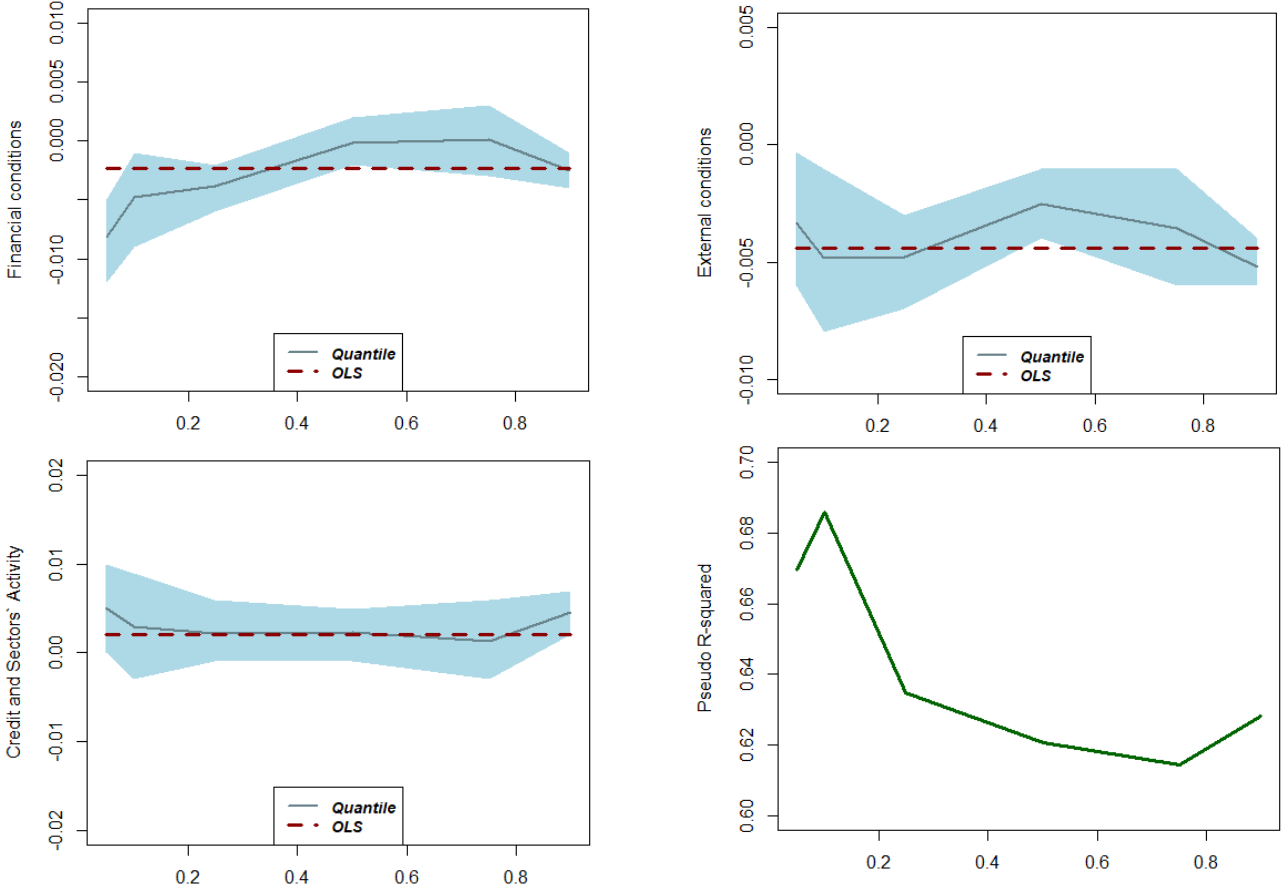 Financial conditions
0.010
0.005
0.000
-0.010
-0.020
Quantile
OLS
0.2 0.4 0.6 0.8
External conditions
0.005
0.000
-0.005
-0.010
Quantile
OLS
0.2 0.4 0.6 0.8
Credit and Sectors` Activity
0.02
0.01
0.00
-0.01
-0.02
Quantile
OLS
0.2 0.4 0.6 0.8
Pseudo R-squared
0.70
0.68
0.66
0.64
0.62
0.60
0.2 0.4 0.6 0.8